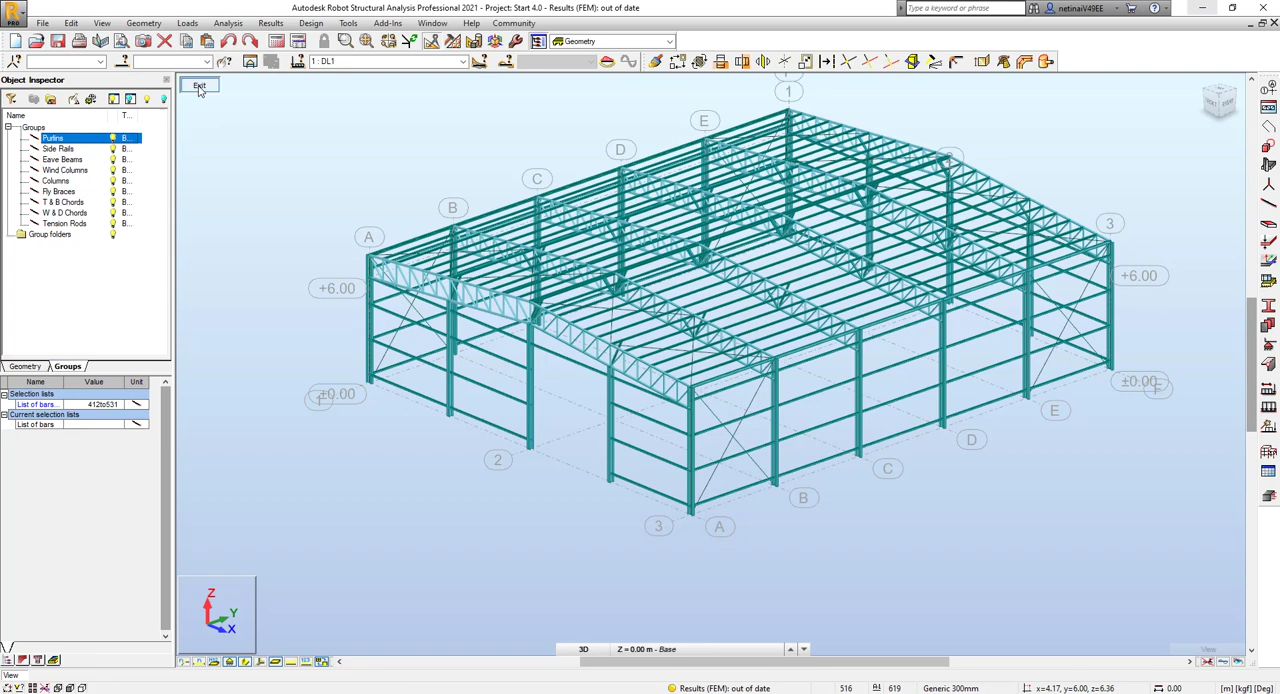 Autodesk Robot Structural Analysis Professional 2021 - Project: Start 4.0 - Results (FEM): out of date
Type a keyword or phrase
netinaiV49EE
PRO
File Edit View Geometry Loads Analysis Results Design Tools Add-Ins Window Help Community
Geometry
1 : DL1
Object Inspector
Name T...
Groups
Purlins B...
Side Rails B...
Eave Beams B...
Wind Columns B...
Columns B...
Fly Braces B...
T & B Chords B...
W & D Chords B...
Tension Rods B...
Group folders
Geometry Groups
Name Value Unit
Selection lists
List of bars... 412to531
Current selection lists
List of bars
Exit
1
E
D
C
B
A
3
+6.00
+6.00
±0.00
±0.00
F
E
D
C
B
2
3
A
Z
Y
X
3D Z = 0.00 m - Base
View
View
Results (FEM): out of date 516 619 Generic 300mm x=4.17, y=6.00, z=6.36 0.00 [m] [kgf] [Deg]